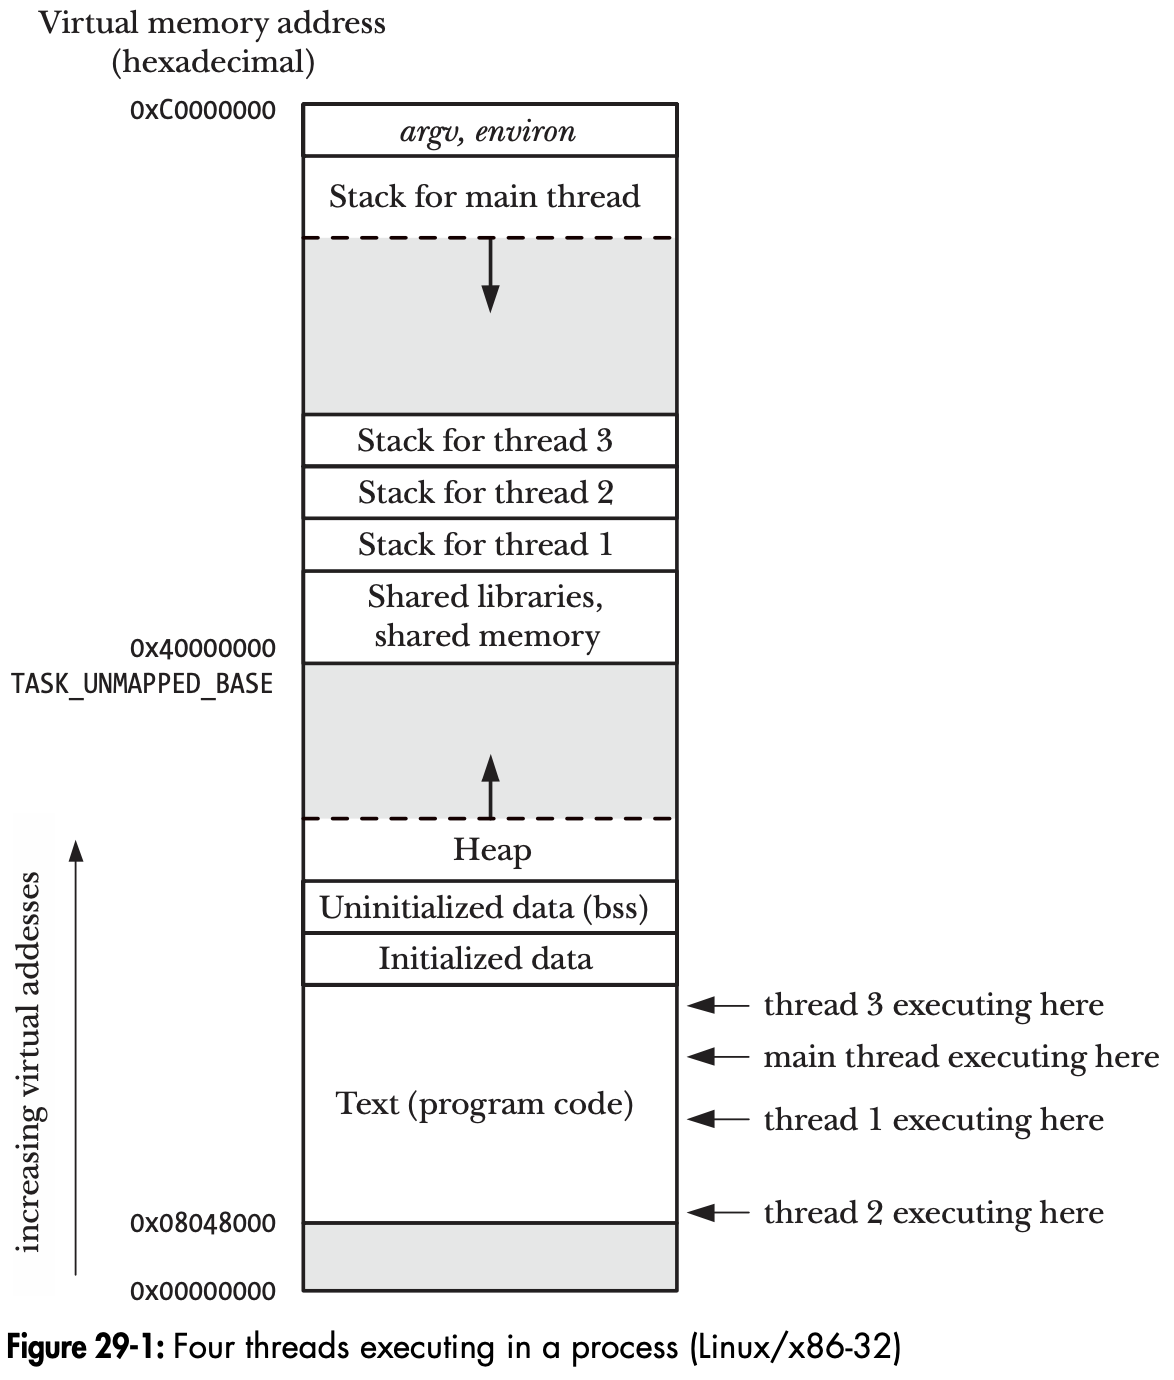 Virtual memory address
(hexadecimal)
0xC0000000
argv, environ
Stack for main thread
Stack for thread 3
Stack for thread 2
Stack for thread 1
Shared libraries,
shared memory
0x40000000
TASK_UNMAPPED_BASE
Heap
Uninitialized data (bss)
Initialized data
increasing virtual addesses
thread 3 executing here
main thread executing here
Text (program code)
thread 1 executing here
thread 2 executing here
0x08048000
0x00000000
Figure 29-1: Four threads executing in a process (Linux/x86-32)